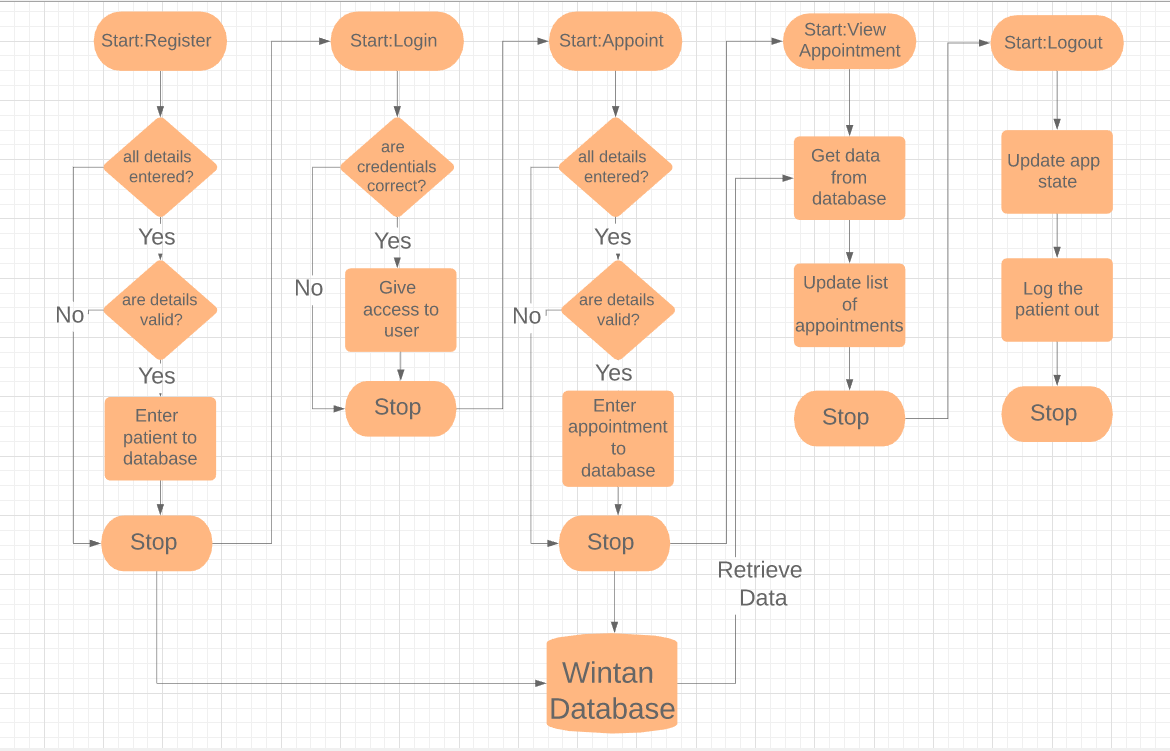 Start:Register
all details
entered?
Yes
are details
valid?
No
Yes
Enter
patient to
database
Stop
Start:Login
are
credentials
correct?
Yes
No
Give
access to
user
Stop
Start:Appoint
all details
entered?
Yes
are details
valid?
No
Yes
Enter
appointment
to
database
Stop
Wintan
Database
Retrieve
Data
Start:View
Appointment
Get data
from
database
Update list
of
appointments
Stop
Start:Logout
Update app
state
Log the
patient out
Stop